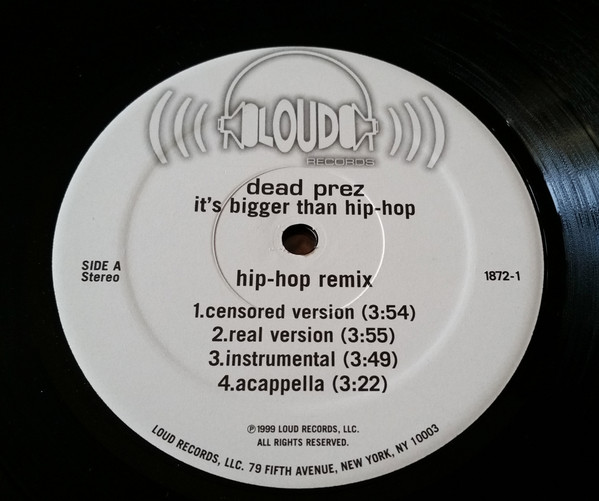 LOUD
RECORDS
dead prez
it's bigger than hip-hop
SIDE A
Stereo
1872-1
hip-hop remix
1.censored version (3:54)
2.real version (3:55)
3.instrumental (3:49)
4.acappella (3:22)
℗1999 LOUD RECORDS, LLC.
ALL RIGHTS RESERVED.
LOUD RECORDS, LLC. 79 FIFTH AVENUE, NEW YORK, NY 10003